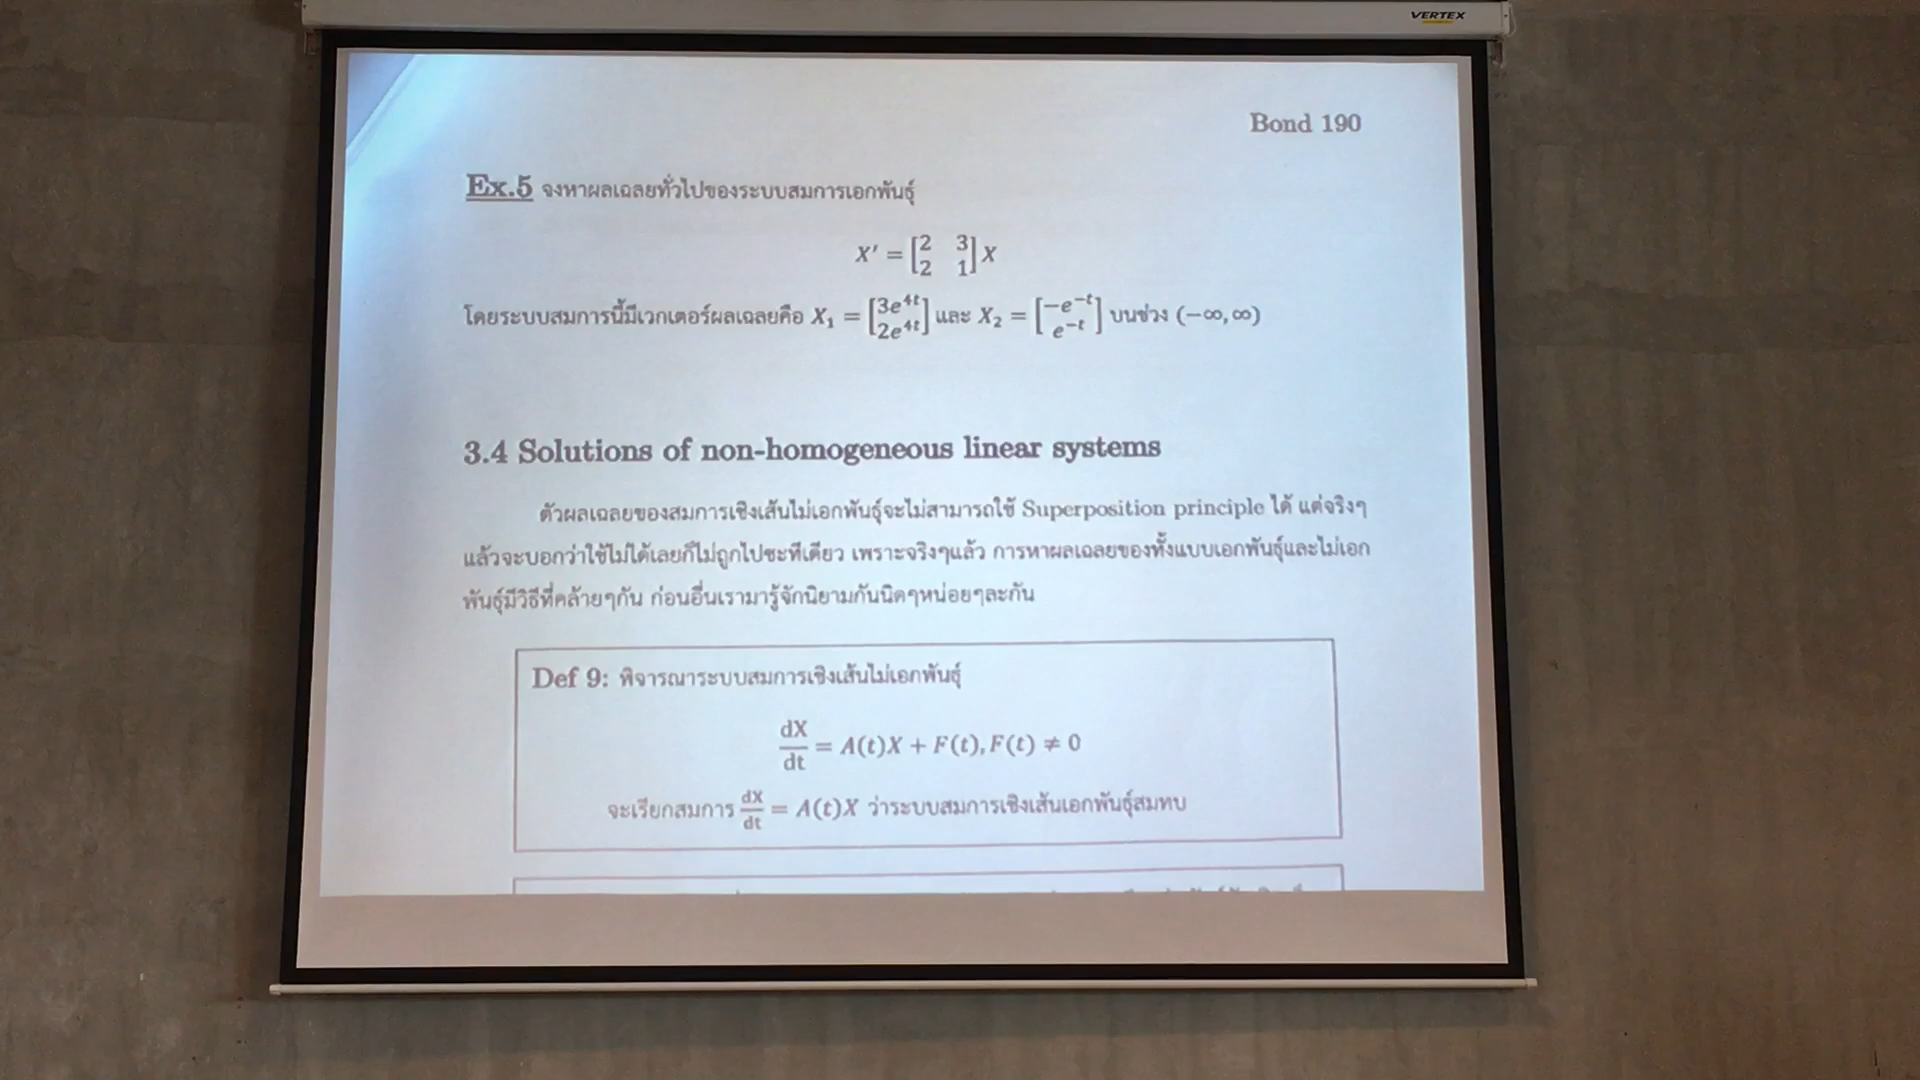 VERTEX
Bond 190
Ex.5 จงหาผลเฉลยทั่วไปของระบบสมการเอกพันธุ์
X′ = [2 3; 2 1] X
โดยระบบสมการนี้มีเวกเตอร์ผลเฉลยคือ X₁ = [3e⁴ᵗ; 2e⁴ᵗ] และ X₂ = [−e⁻ᵗ; e⁻ᵗ] บนช่วง (−∞, ∞)
3.4 Solutions of non-homogeneous linear systems
ตัวผลเฉลยของสมการเชิงเส้นไม่เอกพันธุ์จะไม่สามารถใช้ Superposition principle ได้ แต่จริงๆ
แล้วจะบอกว่าใช้ไม่ได้เลยก็ไม่ถูกไปซะทีเดียว เพราะจริงๆแล้ว การหาผลเฉลยของทั้งแบบเอกพันธุ์และไม่เอก
พันธุ์มีวิธีที่คล้ายๆกัน ก่อนอื่นเรามารู้จักนิยามกันนิดๆหน่อยๆละกัน
Def 9: พิจารณาระบบสมการเชิงเส้นไม่เอกพันธุ์
dX/dt = A(t)X + F(t), F(t) ≠ 0
จะเรียกสมการ dX/dt = A(t)X ว่าระบบสมการเชิงเส้นเอกพันธุ์สมทบ